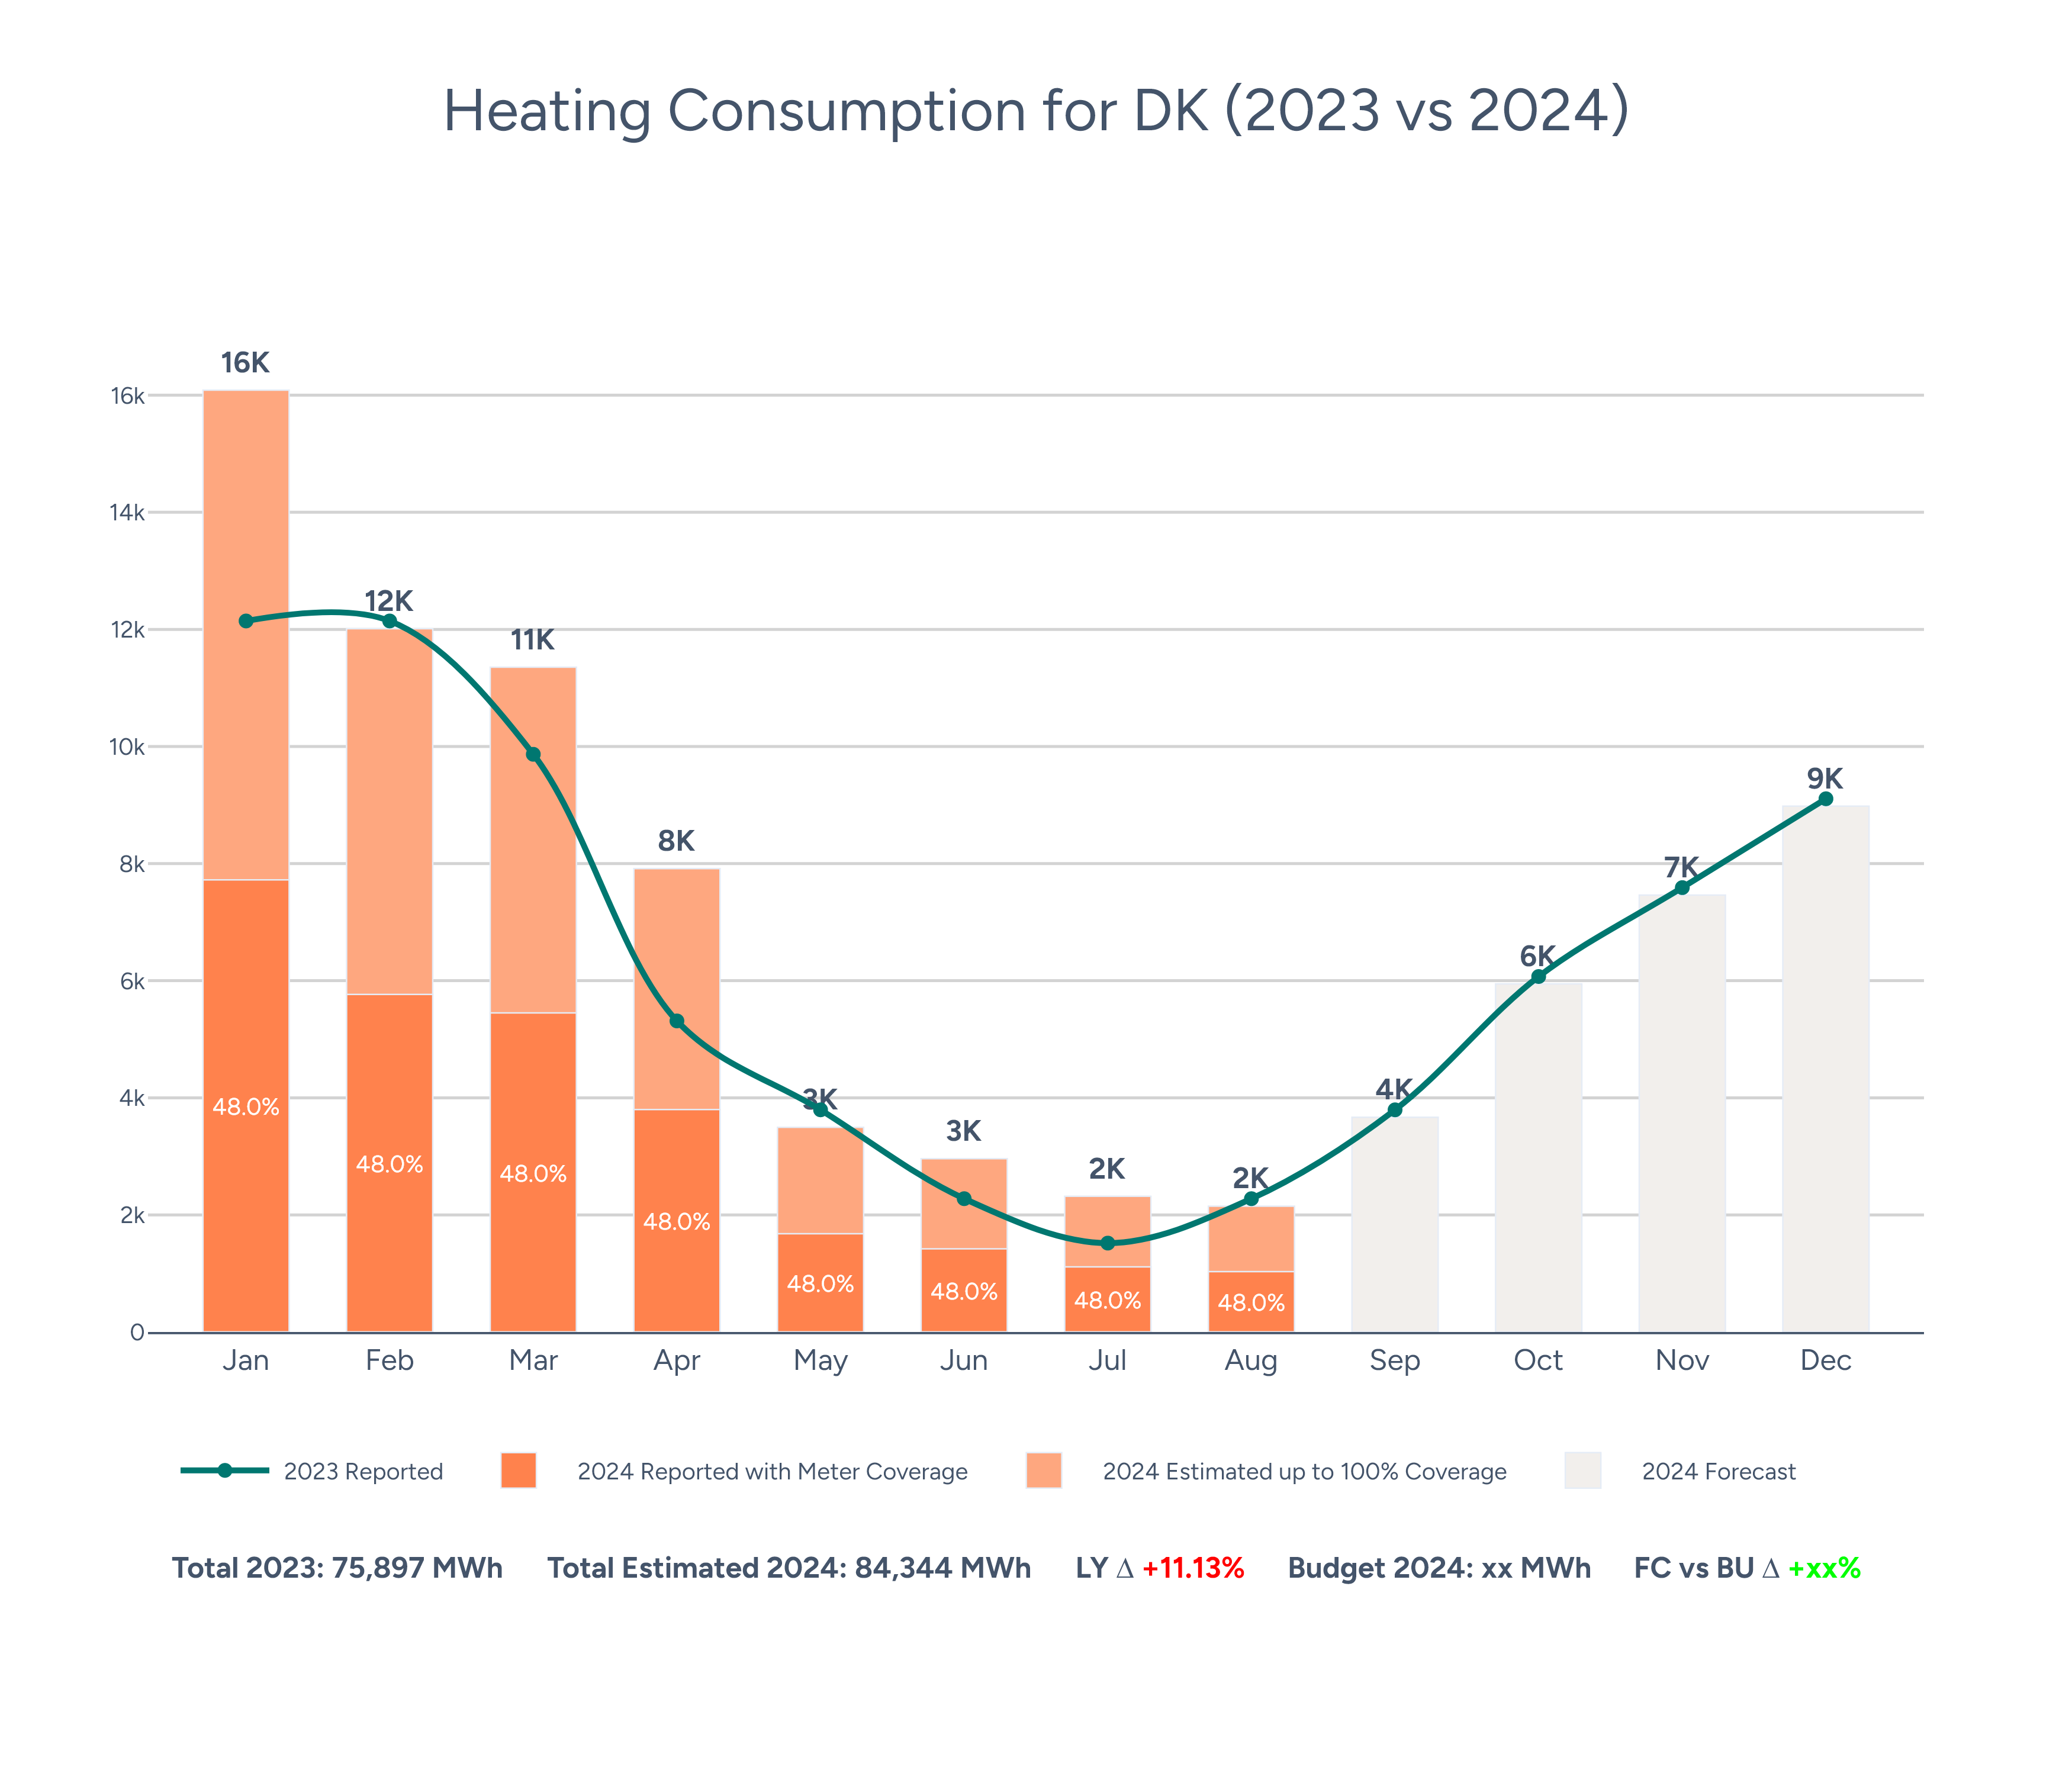 Heating Consumption for DK (2023 vs 2024)
16K
16k
14k
12K
12k
11K
10k
9K
8K
8k
7K
6K
6k
4K
4k
3K
3K
2K
2K
2k
48.0%
48.0%
48.0%
48.0%
48.0%
48.0%
48.0%
48.0%
0
Jan Feb Mar Apr May Jun Jul Aug Sep Oct Nov Dec
2023 Reported 2024 Reported with Meter Coverage 2024 Estimated up to 100% Coverage 2024 Forecast
Total 2023: 75,897 MWh Total Estimated 2024: 84,344 MWh LY Δ +11.13% Budget 2024: xx MWh FC vs BU Δ +xx%